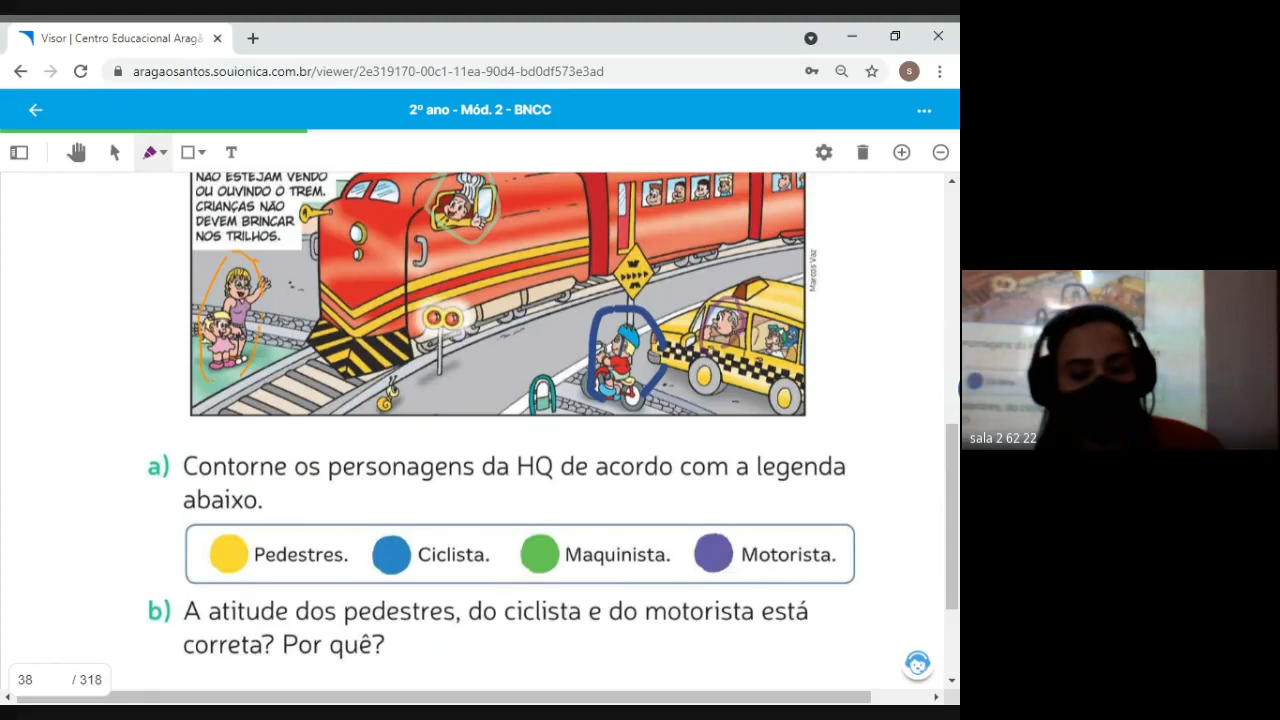 Visor | Centro Educacional Aragã
aragaosantos.souionica.com.br/viewer/2e319170-00c1-11ea-90d4-bd0df573e3ad
S
2º ano - Mód. 2 - BNCC
T
NÃO ESTEJAM VENDO
OU OUVINDO O TREM.
CRIANÇAS NÃO
DEVEM BRINCAR
NOS TRILHOS.
Marcos Vaz
a) Contorne os personagens da HQ de acordo com a legenda
abaixo.
Pedestres. Ciclista. Maquinista. Motorista.
b) A atitude dos pedestres, do ciclista e do motorista está
correta? Por quê?
38 / 318
sala 2 62 22